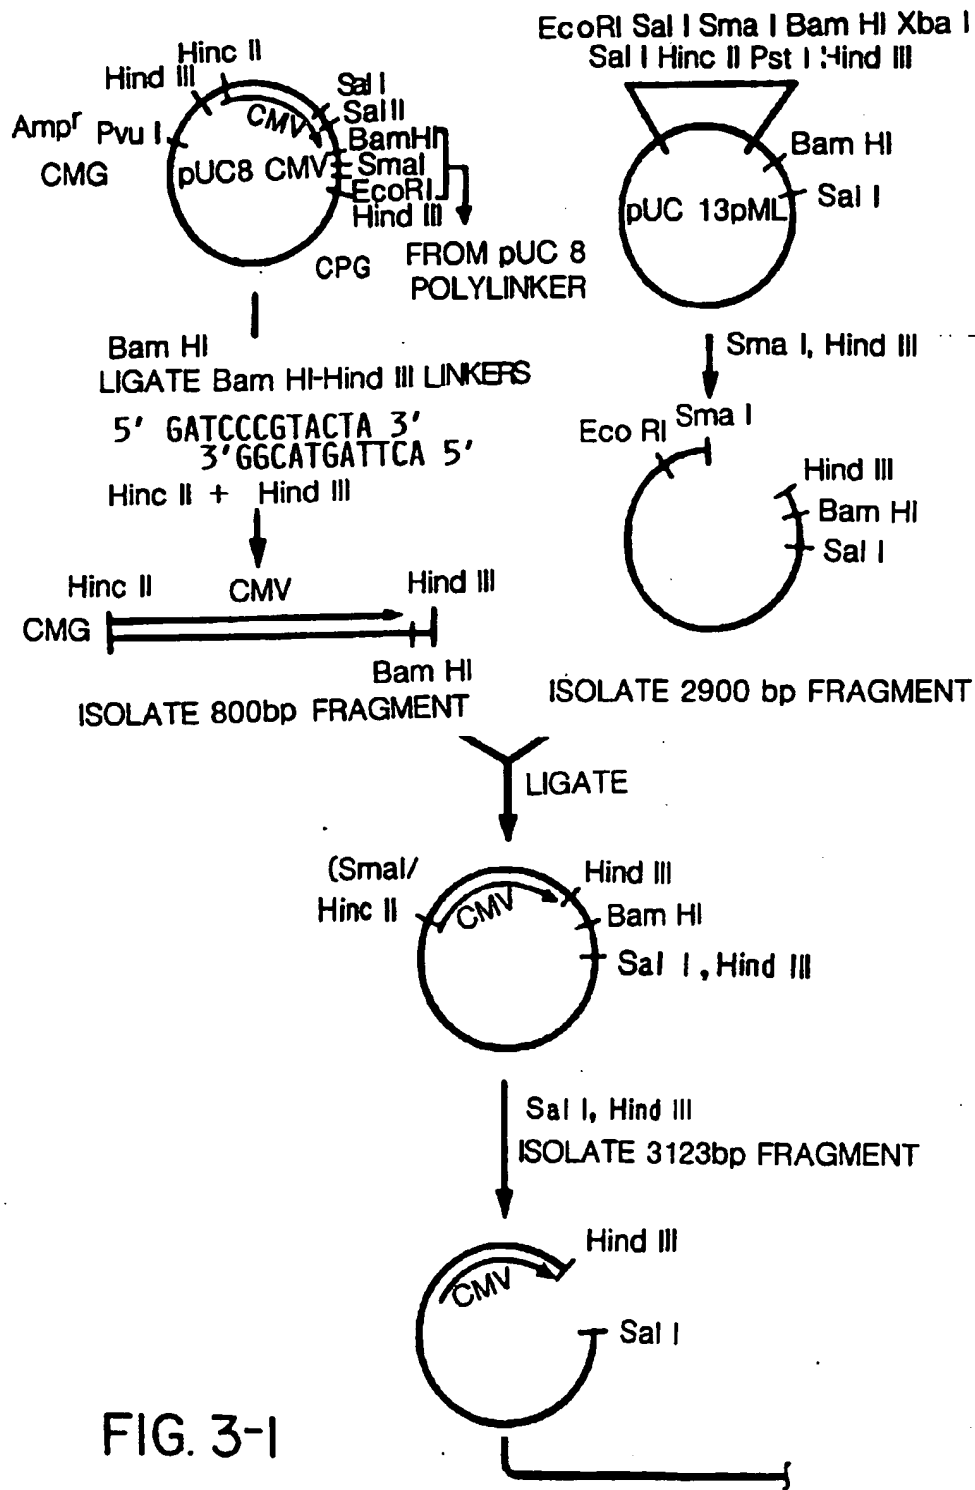 Hinc II
Hind III
Sal I
Sal II
Amp^r
Pvu I
CMV
BamHI
CMG
pUC8 CMV
SmaI
EcoRI
Hind III
CPG
FROM pUC 8
POLYLINKER
EcoRI Sal I Sma I Bam HI Xba I
Sal I Hinc II Pst I Hind III
Bam HI
pUC 13pML
Sal I
Bam HI
LIGATE Bam HI-Hind III LINKERS
5' GATCCCGTACTA 3'
3'GGCATGATTCA 5'
Hinc II + Hind III
Sma I, Hind III
Eco RI
Sma I
Hind III
Bam HI
Sal I
Hinc II
CMV
Hind III
CMG
Bam HI
ISOLATE 800bp FRAGMENT
ISOLATE 2900 bp FRAGMENT
LIGATE
(SmaI/
Hinc II
CMV
Hind III
Bam HI
Sal I, Hind III
Sal I, Hind III
ISOLATE 3123bp FRAGMENT
Hind III
CMV
Sal I
FIG. 3-1